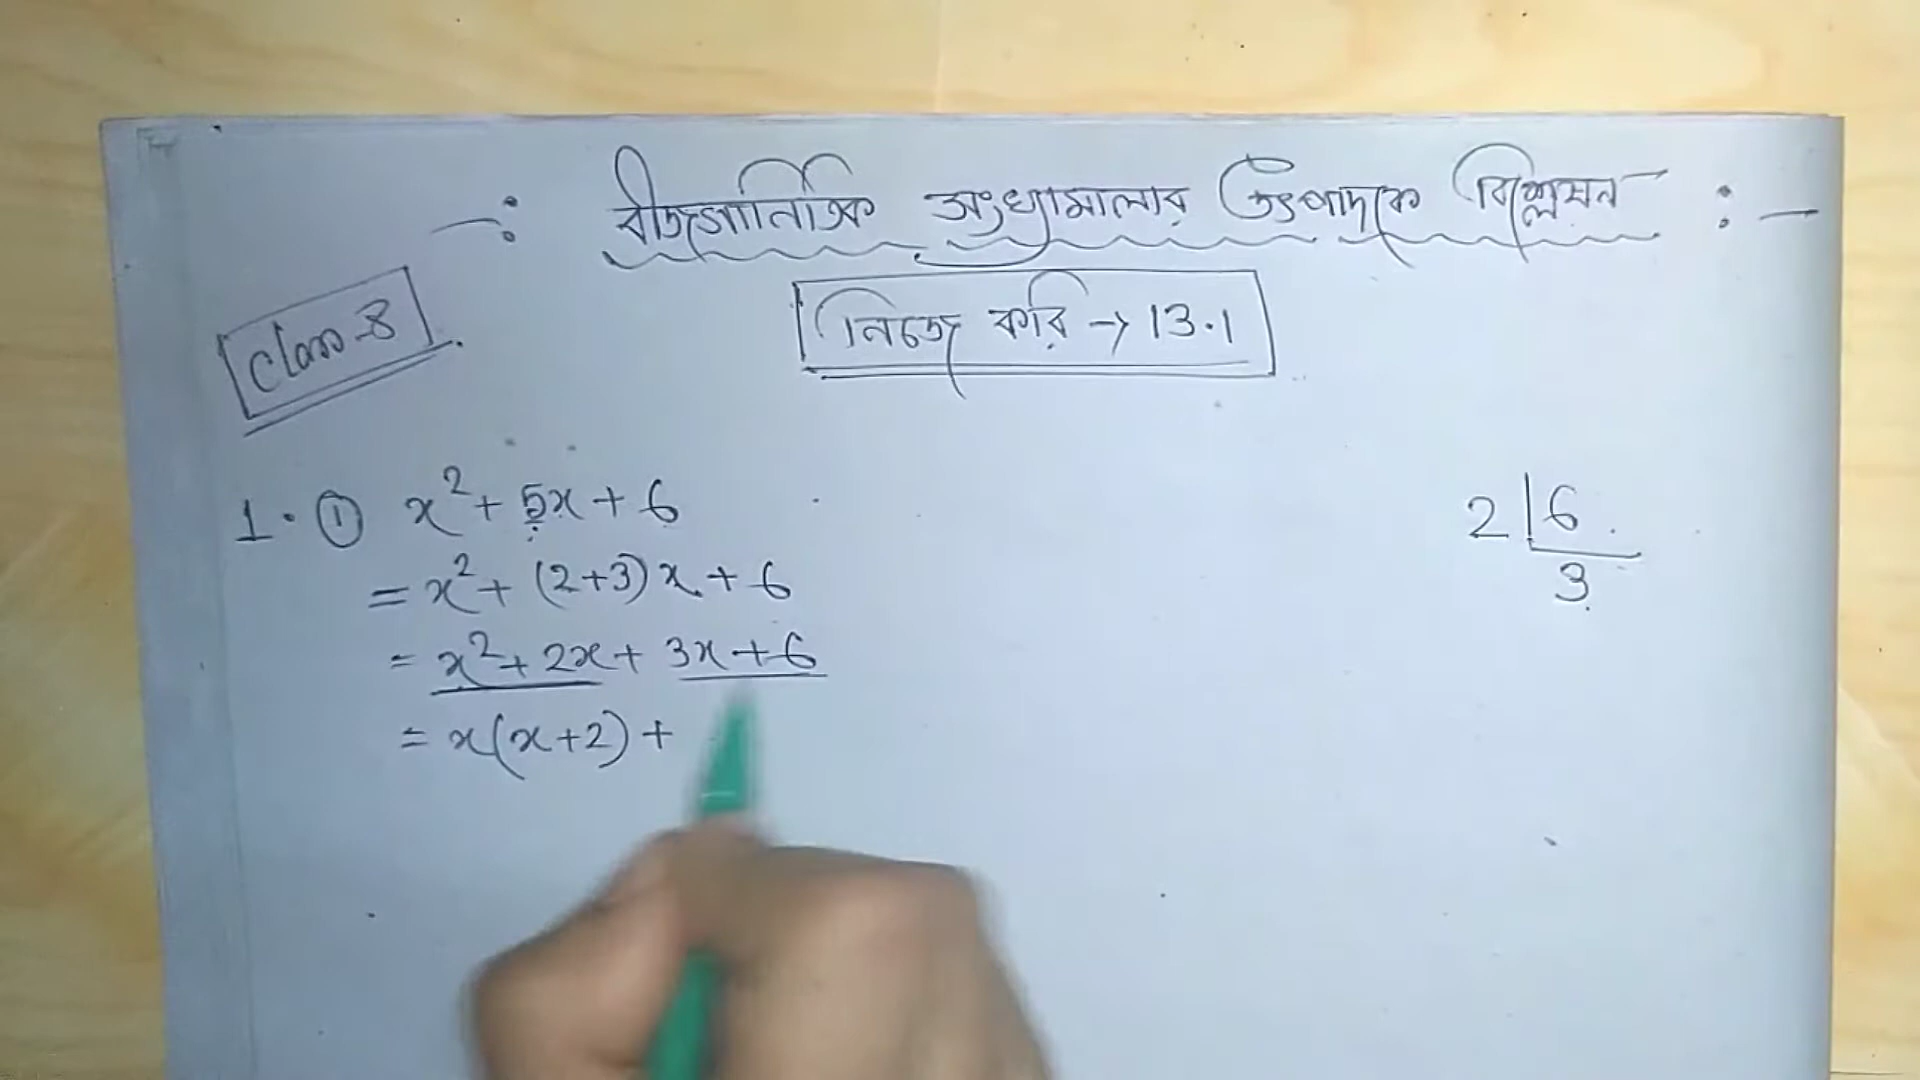 -: বীজগানিতিক সংখ্যামালার উৎপাদকে বিশ্লেষন :-
Class-8
নিজে করি → 13.1
1. ① x² + 5x + 6
= x² + (2+3)x + 6
= x² + 2x + 3x + 6
= x(x+2) +
2 | 6
3